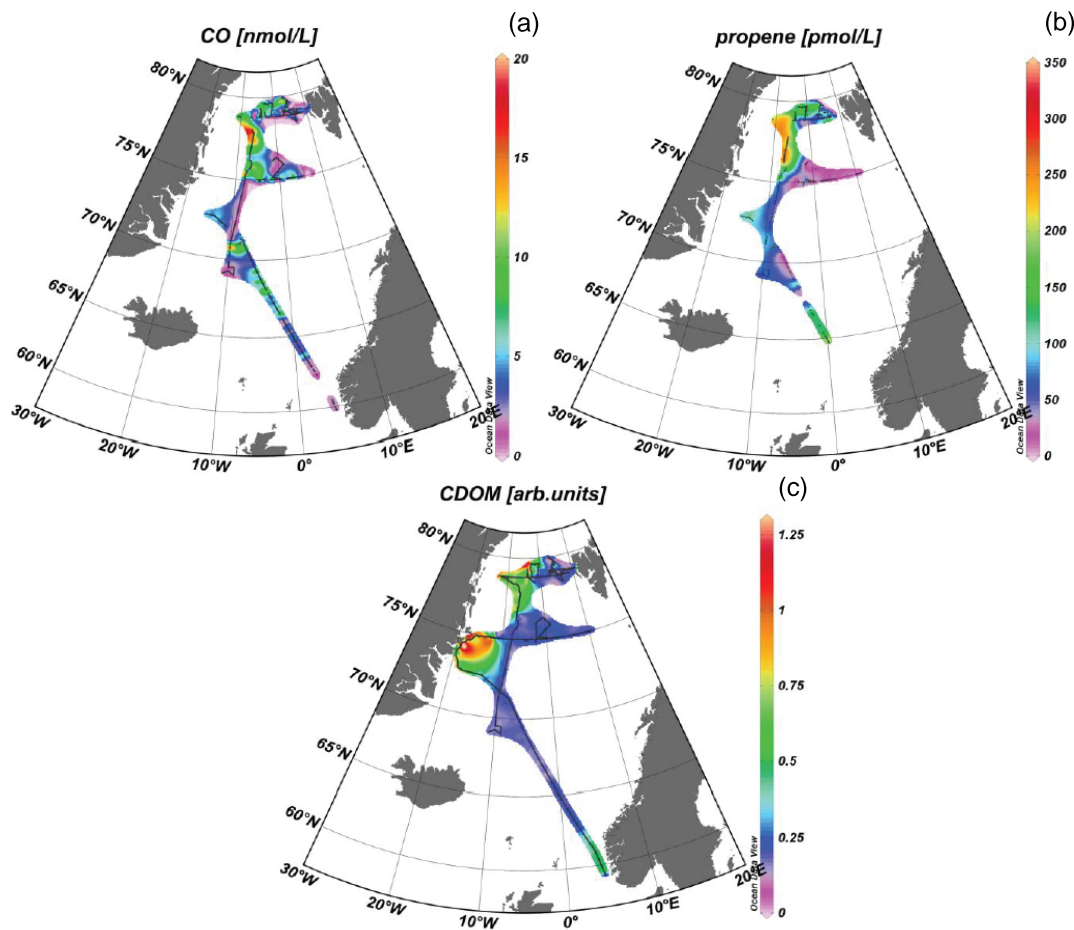 CO [nmol/L]
(a)
80°N
75°N
70°N
65°N
60°N
30°W
20°W
10°W
0°
10°E
20°E
20
15
10
5
0
Ocean Data View
propene [pmol/L]
(b)
80°N
75°N
70°N
65°N
60°N
30°W
20°W
10°W
0°
10°E
20°E
350
300
250
200
150
100
50
0
Ocean Data View
CDOM [arb.units]
(c)
80°N
75°N
70°N
65°N
60°N
30°W
20°W
10°W
0°
10°E
20°E
1.25
1
0.75
0.5
0.25
0
Ocean Data View